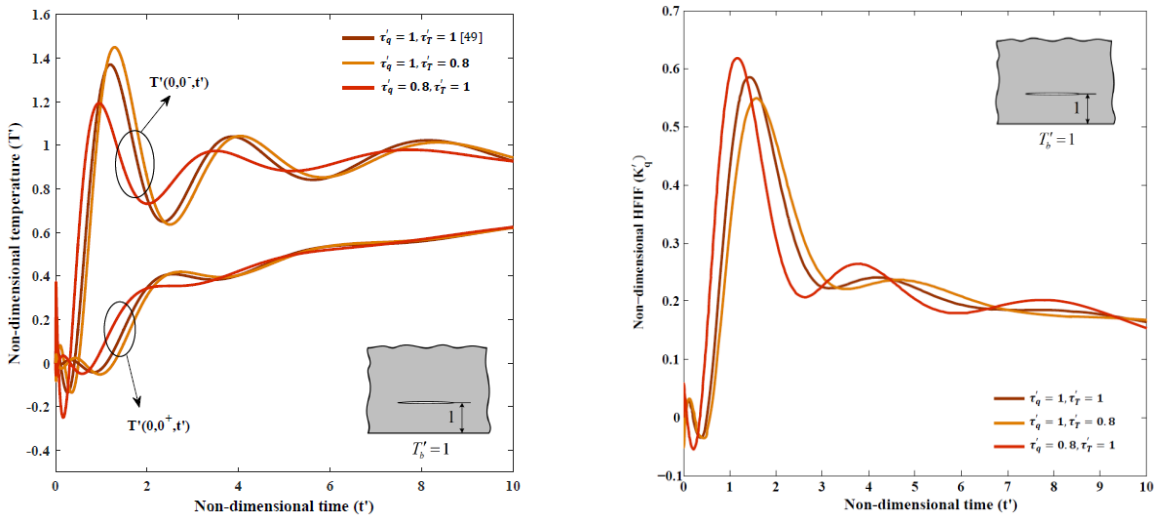 1.6
1.4
1.2
1
0.8
0.6
0.4
0.2
0
-0.2
-0.4
Non-dimensional temperature (T')
τ'q = 1, τ'T = 1 [49]
τ'q = 1, τ'T = 0.8
τ'q = 0.8, τ'T = 1
T'(0,0⁻,t')
T'(0,0⁺,t')
1
T'b = 1
0 2 4 6 8 10
Non-dimensional time (t')
0.7
0.6
0.5
0.4
0.3
0.2
0.1
0
−0.1
Non−dimensional HFIF (K'q)
1
T'b = 1
τ'q = 1, τ'T = 1
τ'q = 1, τ'T = 0.8
τ'q = 0.8, τ'T = 1
0 1 2 3 4 5 6 7 8 9 10
Non-dimensional time (t')